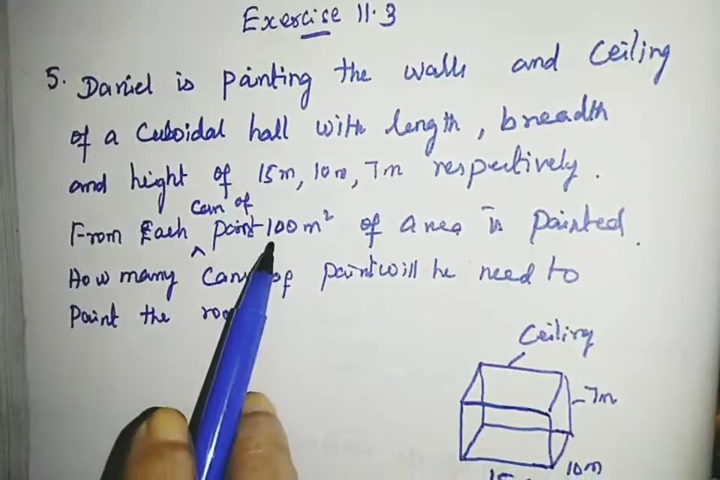 Exercise 11.3
5. Daniel is painting the walls and Ceiling
of a Cuboidal hall with length, breadth
and height of 15m, 10m, 7m respectively.
Can of
From Each ^ paint 100m² of area is painted.
How many Cans of paint will he need to
paint the
Ceiling
7m
10m